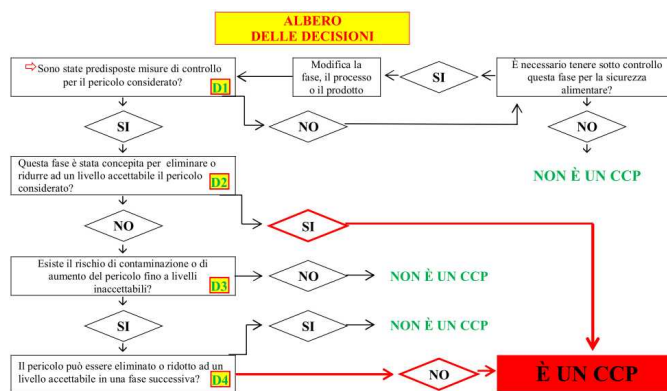 ALBERO
DELLE DECISIONI
⇨Sono state predisposte misure di controllo
per il pericolo considerato?
D1
Modifica la
fase, il processo
o il prodotto
SI
È necessario tenere sotto controllo
questa fase per la sicurezza
alimentare?
SI
NO
NO
NON È UN CCP
Questa fase è stata concepita per eliminare o
ridurre ad un livello accettabile il pericolo
considerato?
D2
NO
SI
Esiste il rischio di contaminazione o di
aumento del pericolo fino a livelli
inaccettabili?
D3
NO
NON È UN CCP
SI
SI
NON È UN CCP
Il pericolo può essere eliminato o ridotto ad un
livello accettabile in una fase successiva?
D4
NO
È UN CCP